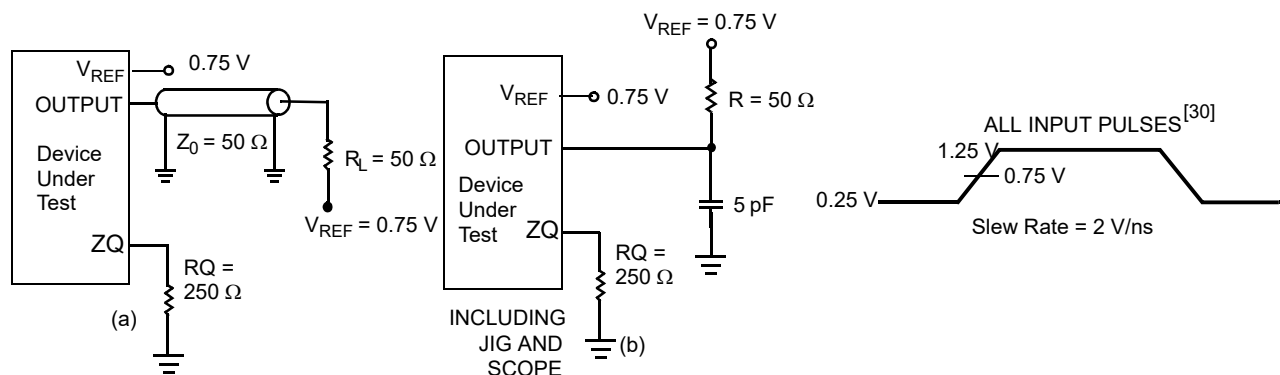 V_REF 0.75 V
OUTPUT
Z_0 = 50 Ω
Device
Under
Test
R_L = 50 Ω
V_REF = 0.75 V
ZQ
RQ =
250 Ω
(a)
V_REF = 0.75 V
R = 50 Ω
V_REF 0.75 V
OUTPUT
Device
Under
Test
5 pF
ZQ
RQ =
250 Ω
INCLUDING
JIG AND
SCOPE
(b)
ALL INPUT PULSES[30]
1.25 V
0.75 V
0.25 V
Slew Rate = 2 V/ns